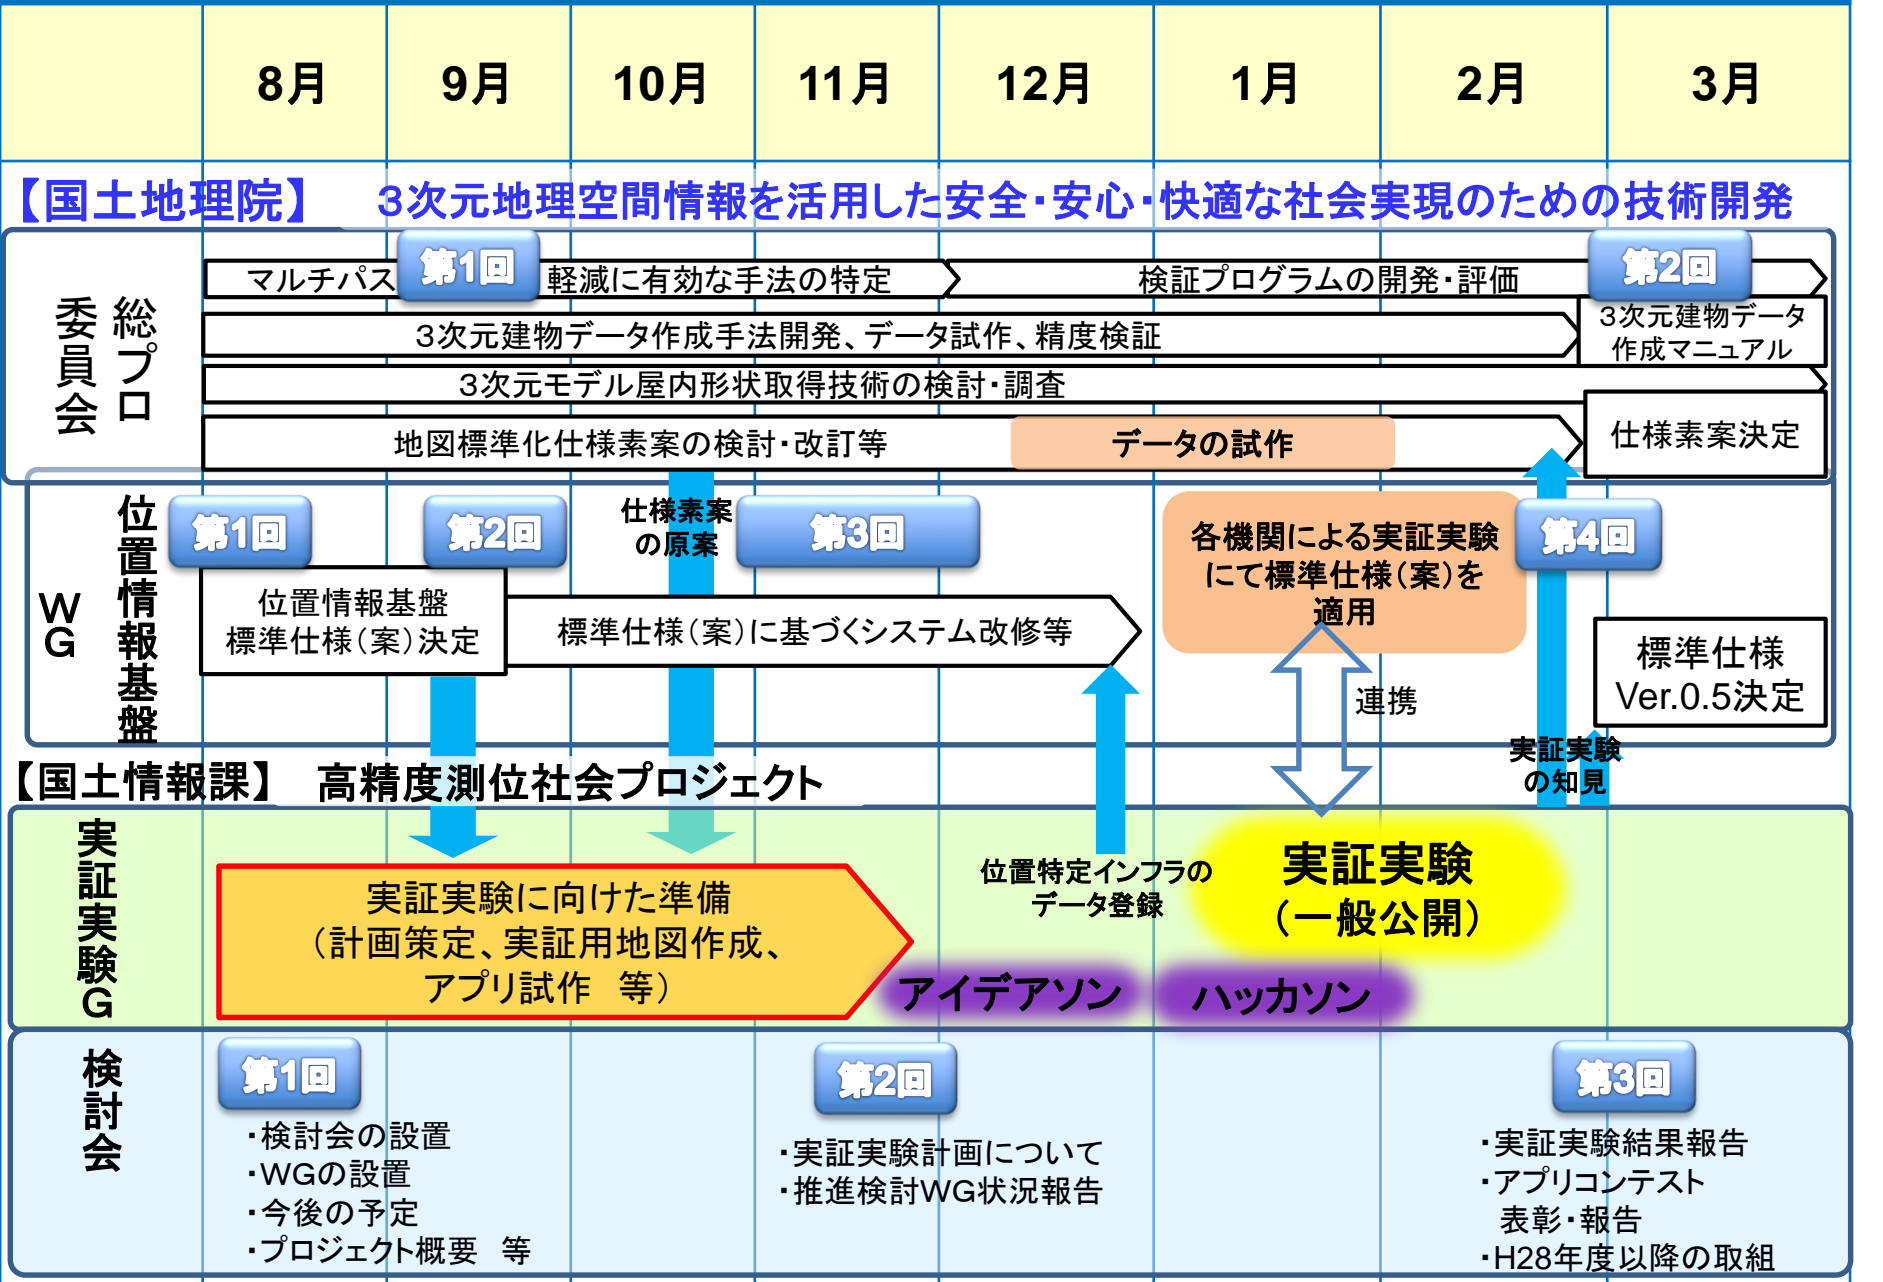 8月
9月
10月
11月
12月
1月
2月
3月
【国土地理院】　3次元地理空間情報を活用した安全・安心・快適な社会実現のための技術開発
総プロ
委員会
マルチパス
第1回
軽減に有効な手法の特定
検証プログラムの開発・評価
第2回
3次元建物データ作成手法開発、データ試作、精度検証
3次元建物データ
作成マニュアル
3次元モデル屋内形状取得技術の検討・調査
地図標準化仕様素案の検討・改訂等
データの試作
仕様素案決定
位置情報基盤
WG
第1回
第2回
仕様素案
の原案
第3回
各機関による実証実験
にて標準仕様（案）を
適用
第4回
位置情報基盤
標準仕様（案）決定
標準仕様（案）に基づくシステム改修等
標準仕様
Ver.0.5決定
連携
実証実験
の知見
【国土情報課】　高精度測位社会プロジェクト
実証実験G
実証実験に向けた準備
（計画策定、実証用地図作成、
アプリ試作　等）
位置特定インフラの
データ登録
実証実験
（一般公開）
アイデアソン
ハッカソン
検討会
第1回
・検討会の設置
・WGの設置
・今後の予定
・プロジェクト概要　等
第2回
・実証実験計画について
・推進検討WG状況報告
第3回
・実証実験結果報告
・アプリコンテスト
表彰・報告
・H28年度以降の取組